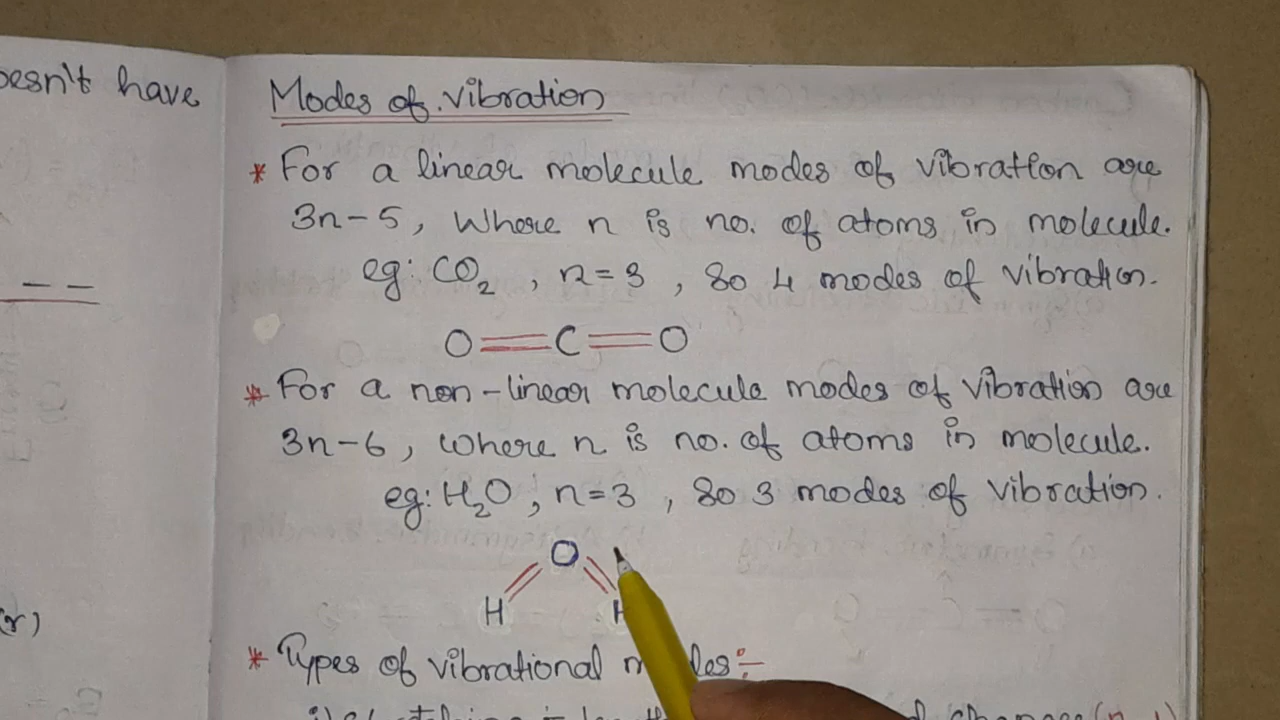 have
Modes of vibration
* For a linear molecule modes of vibration are
3n-5, Where n is no. of atoms in molecule.
eg: CO2, n=3, so 4 modes of vibration.
O=C=O
* For a non-linear molecule modes of vibration are
3n-6, where n is no. of atoms in molecule.
eg: H2O, n=3, so 3 modes of vibration.
O
H H
* Types of vibrational